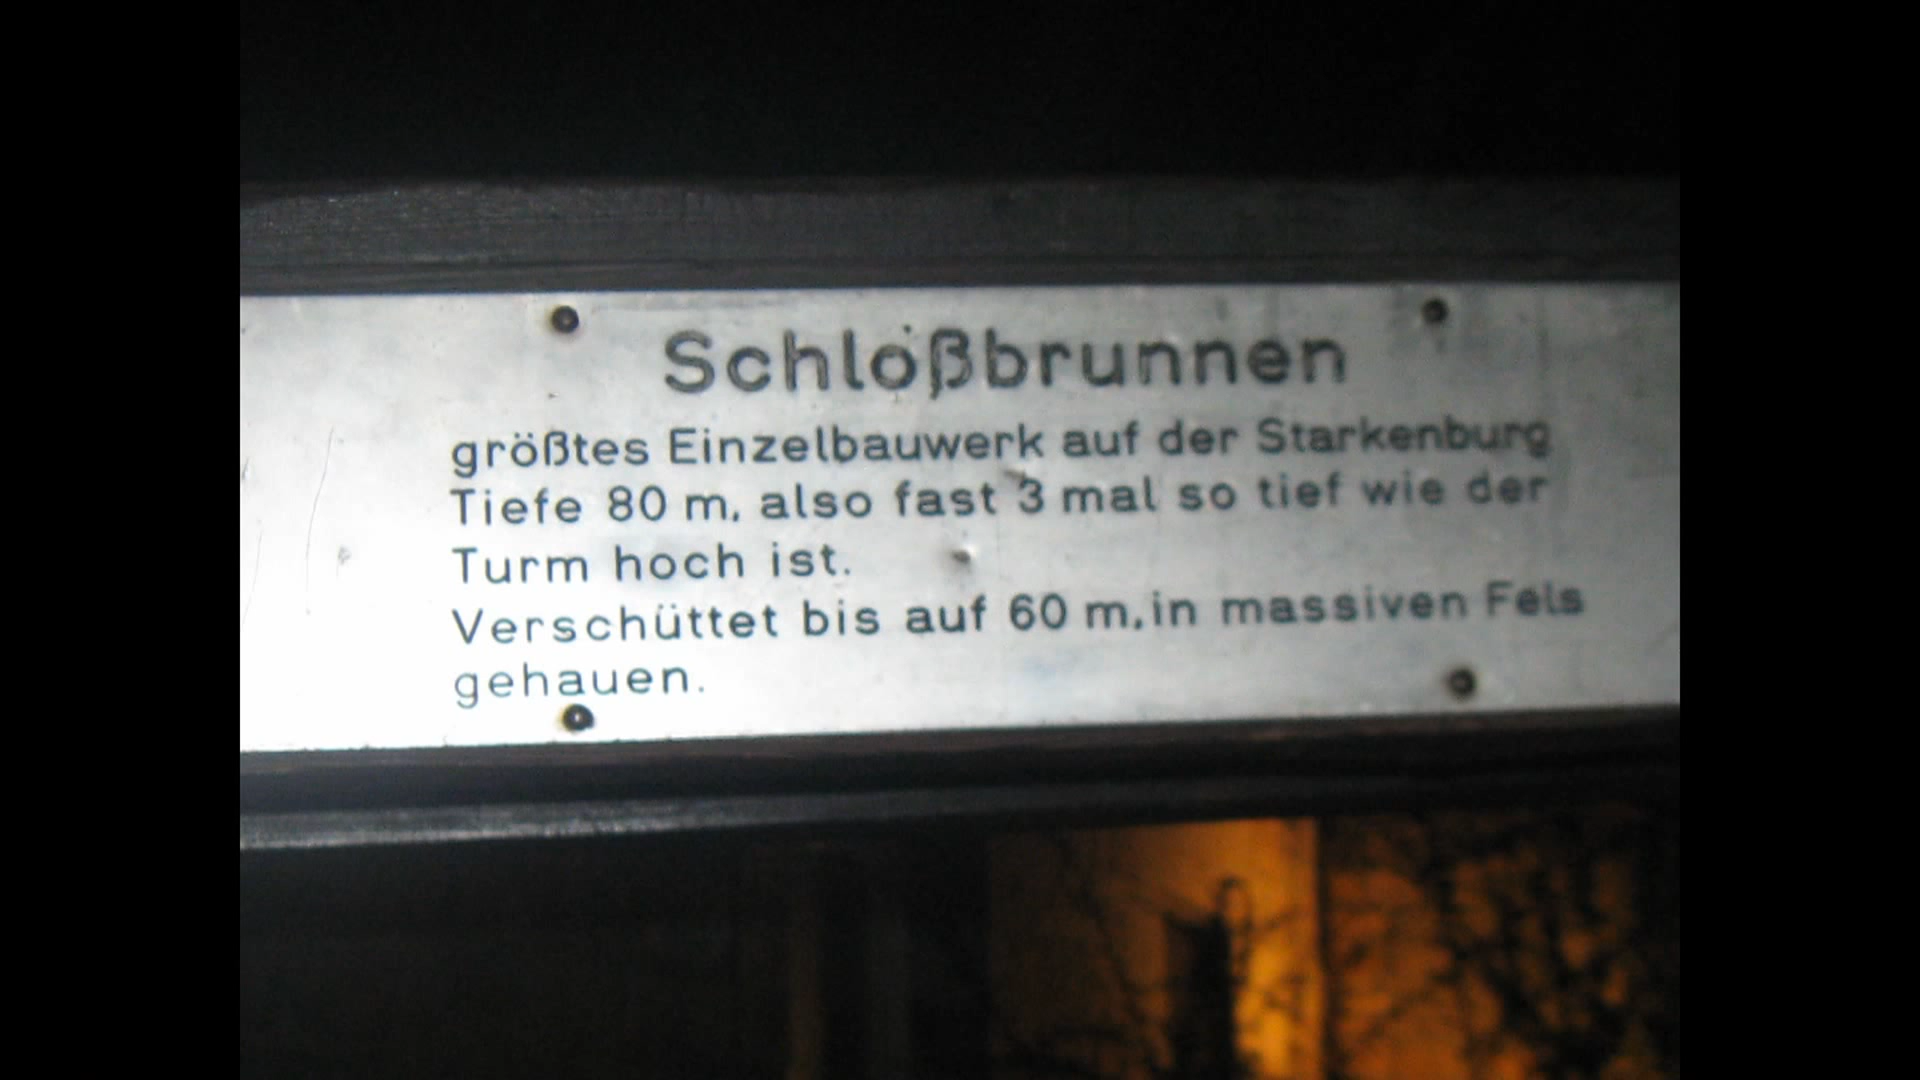 Schloßbrunnen
größtes Einzelbauwerk auf der Starkenburg
Tiefe 80 m, also fast 3 mal so tief wie der
Turm hoch ist.
Verschüttet bis auf 60 m, in massiven Fels
gehauen.